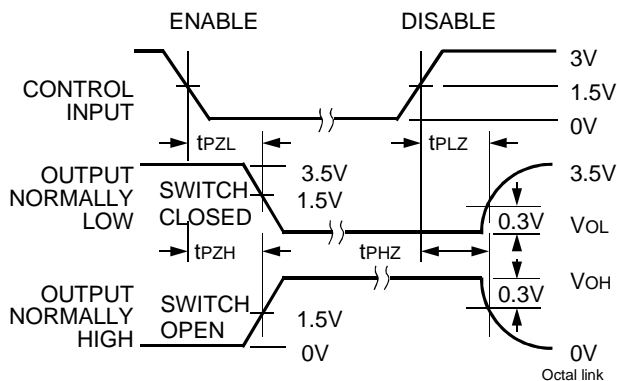 ENABLE
DISABLE
CONTROL
INPUT
3V
1.5V
0V
tPZL
tPLZ
OUTPUT
NORMALLY
LOW
SWITCH
CLOSED
3.5V
1.5V
3.5V
0.3V
VOL
tPZH
tPHZ
OUTPUT
NORMALLY
HIGH
SWITCH
OPEN
1.5V
0V
VOH
0.3V
0V
Octal link